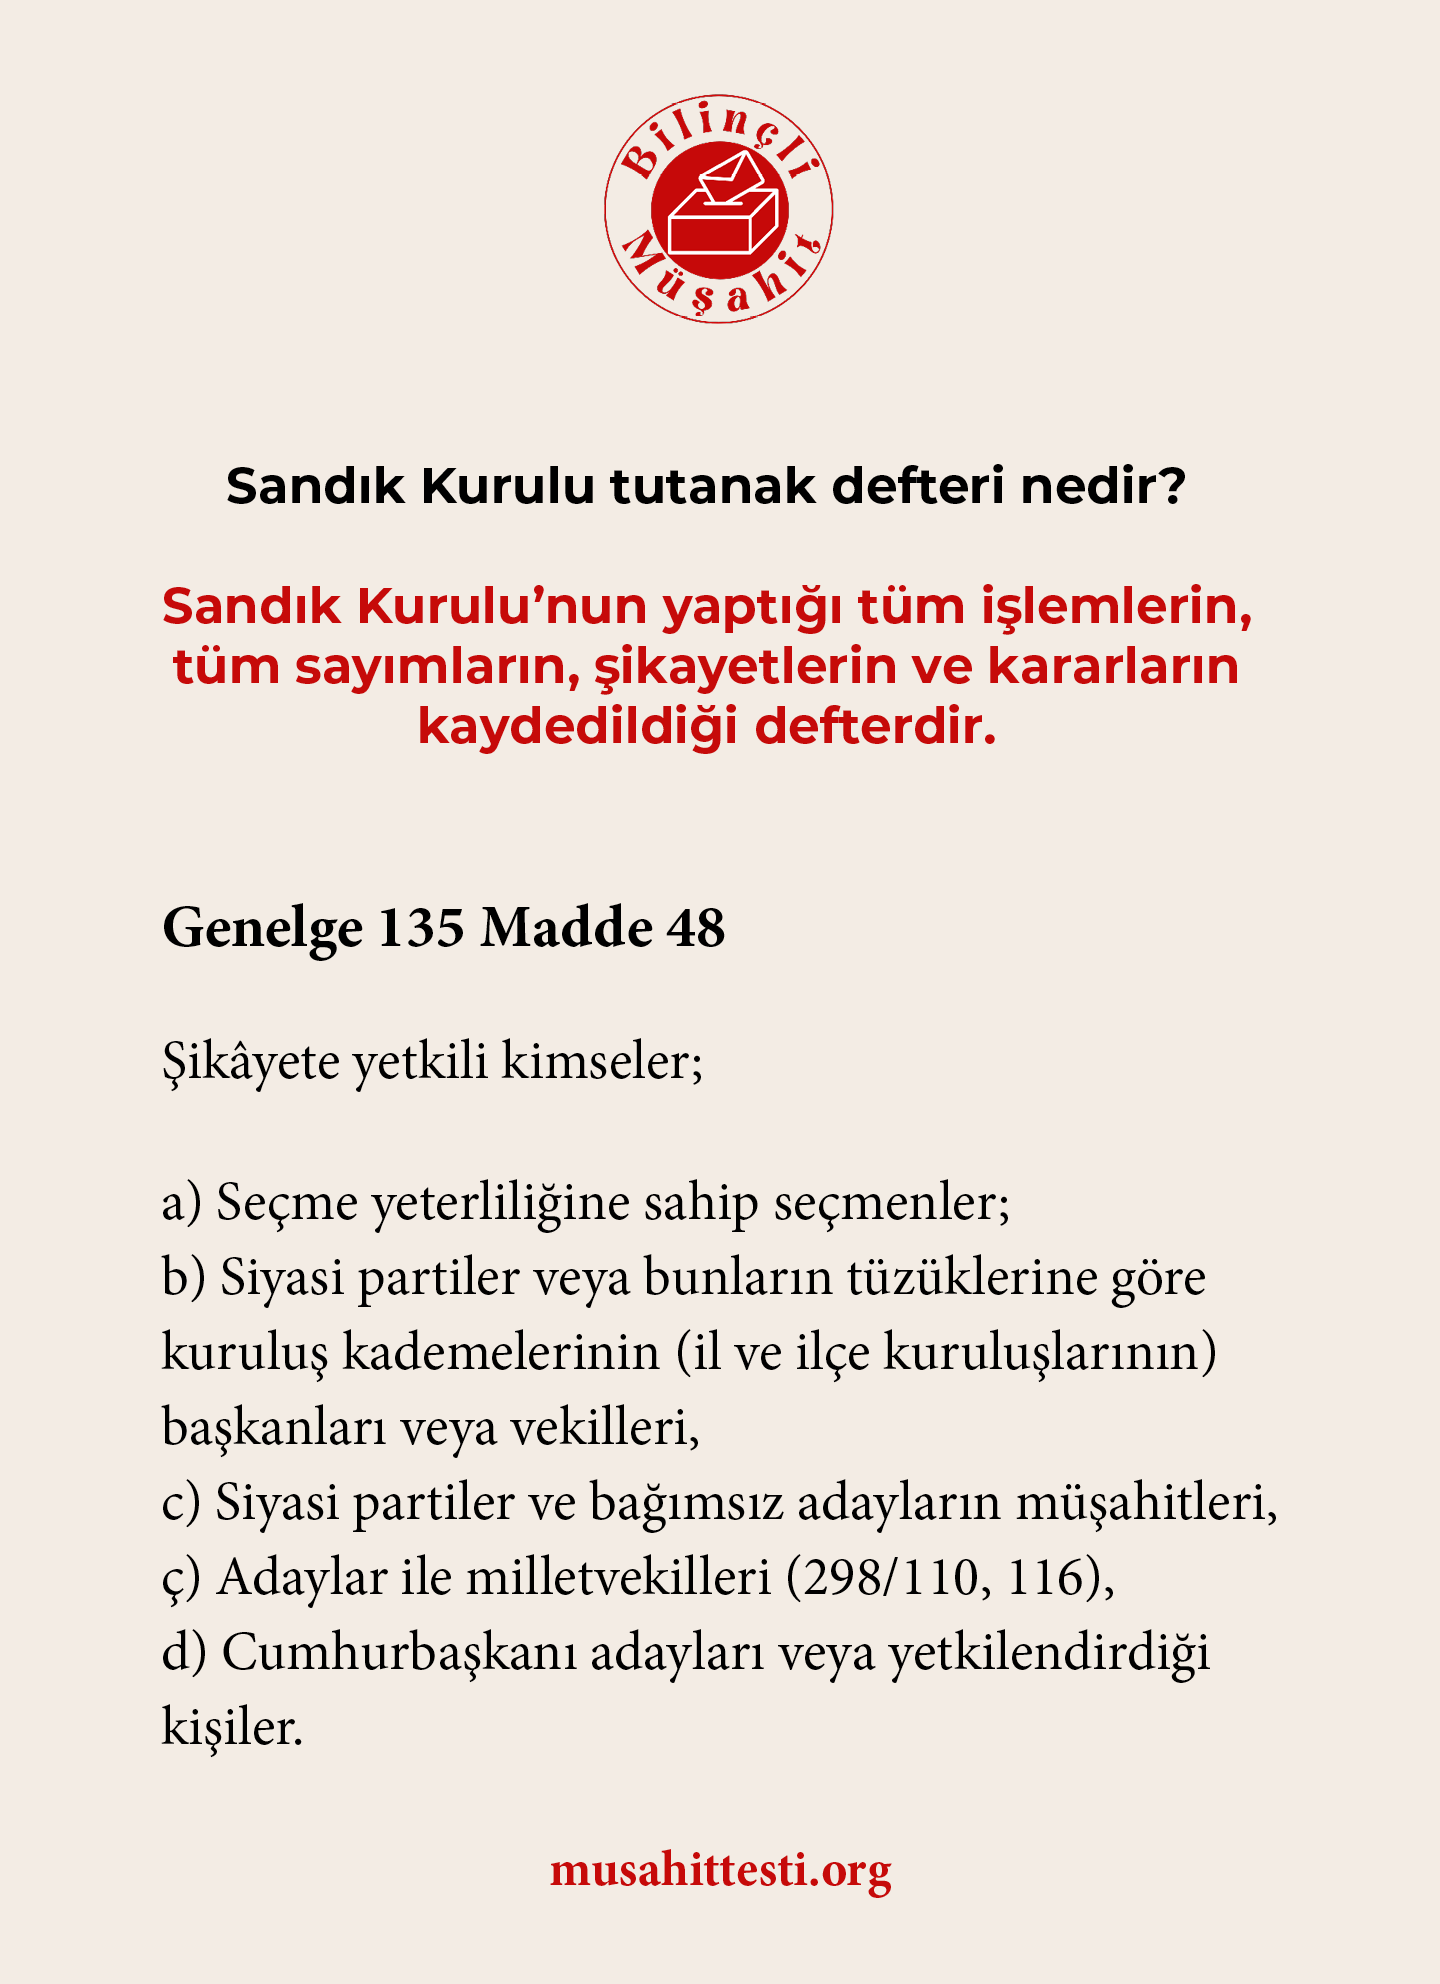 Bilinçli
Müşahit
Sandık Kurulu tutanak defteri nedir?
Sandık Kurulu’nun yaptığı tüm işlemlerin,
tüm sayımların, şikayetlerin ve kararların
kaydedildiği defterdir.
Genelge 135 Madde 48
Şikâyete yetkili kimseler;
a) Seçme yeterliliğine sahip seçmenler;
b) Siyasi partiler veya bunların tüzüklerine göre
kuruluş kademelerinin (il ve ilçe kuruluşlarının)
başkanları veya vekilleri,
c) Siyasi partiler ve bağımsız adayların müşahitleri,
ç) Adaylar ile milletvekilleri (298/110, 116),
d) Cumhurbaşkanı adayları veya yetkilendirdiği
kişiler.
musahittesti.org